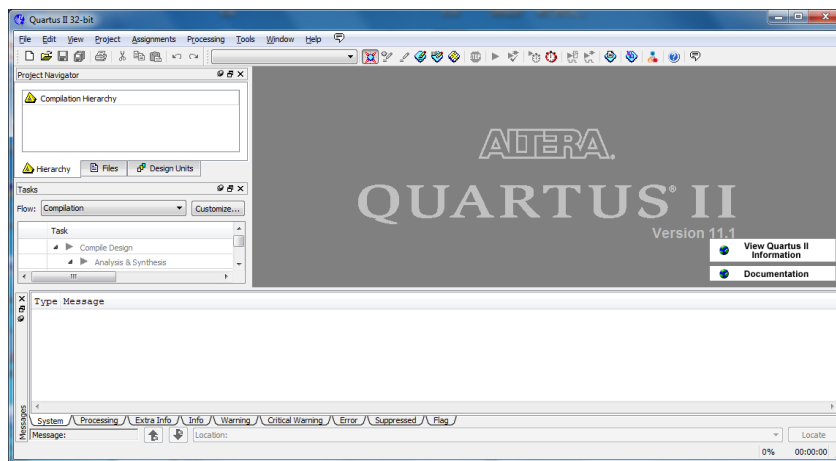 Quartus II 32-bit
File Edit View Project Assignments Processing Tools Window Help
Project Navigator
Compilation Hierarchy
Hierarchy Files Design Units
Tasks
Flow: Compilation Customize...
Task
Compile Design
Analysis & Synthesis
ALTERA.
QUARTUS® II
Version 11.1
View Quartus II
Information
Documentation
Type Message
Messages
System Processing Extra Info Info Warning Critical Warning Error Suppressed Flag
Message: Location: Locate
0% 00:00:00